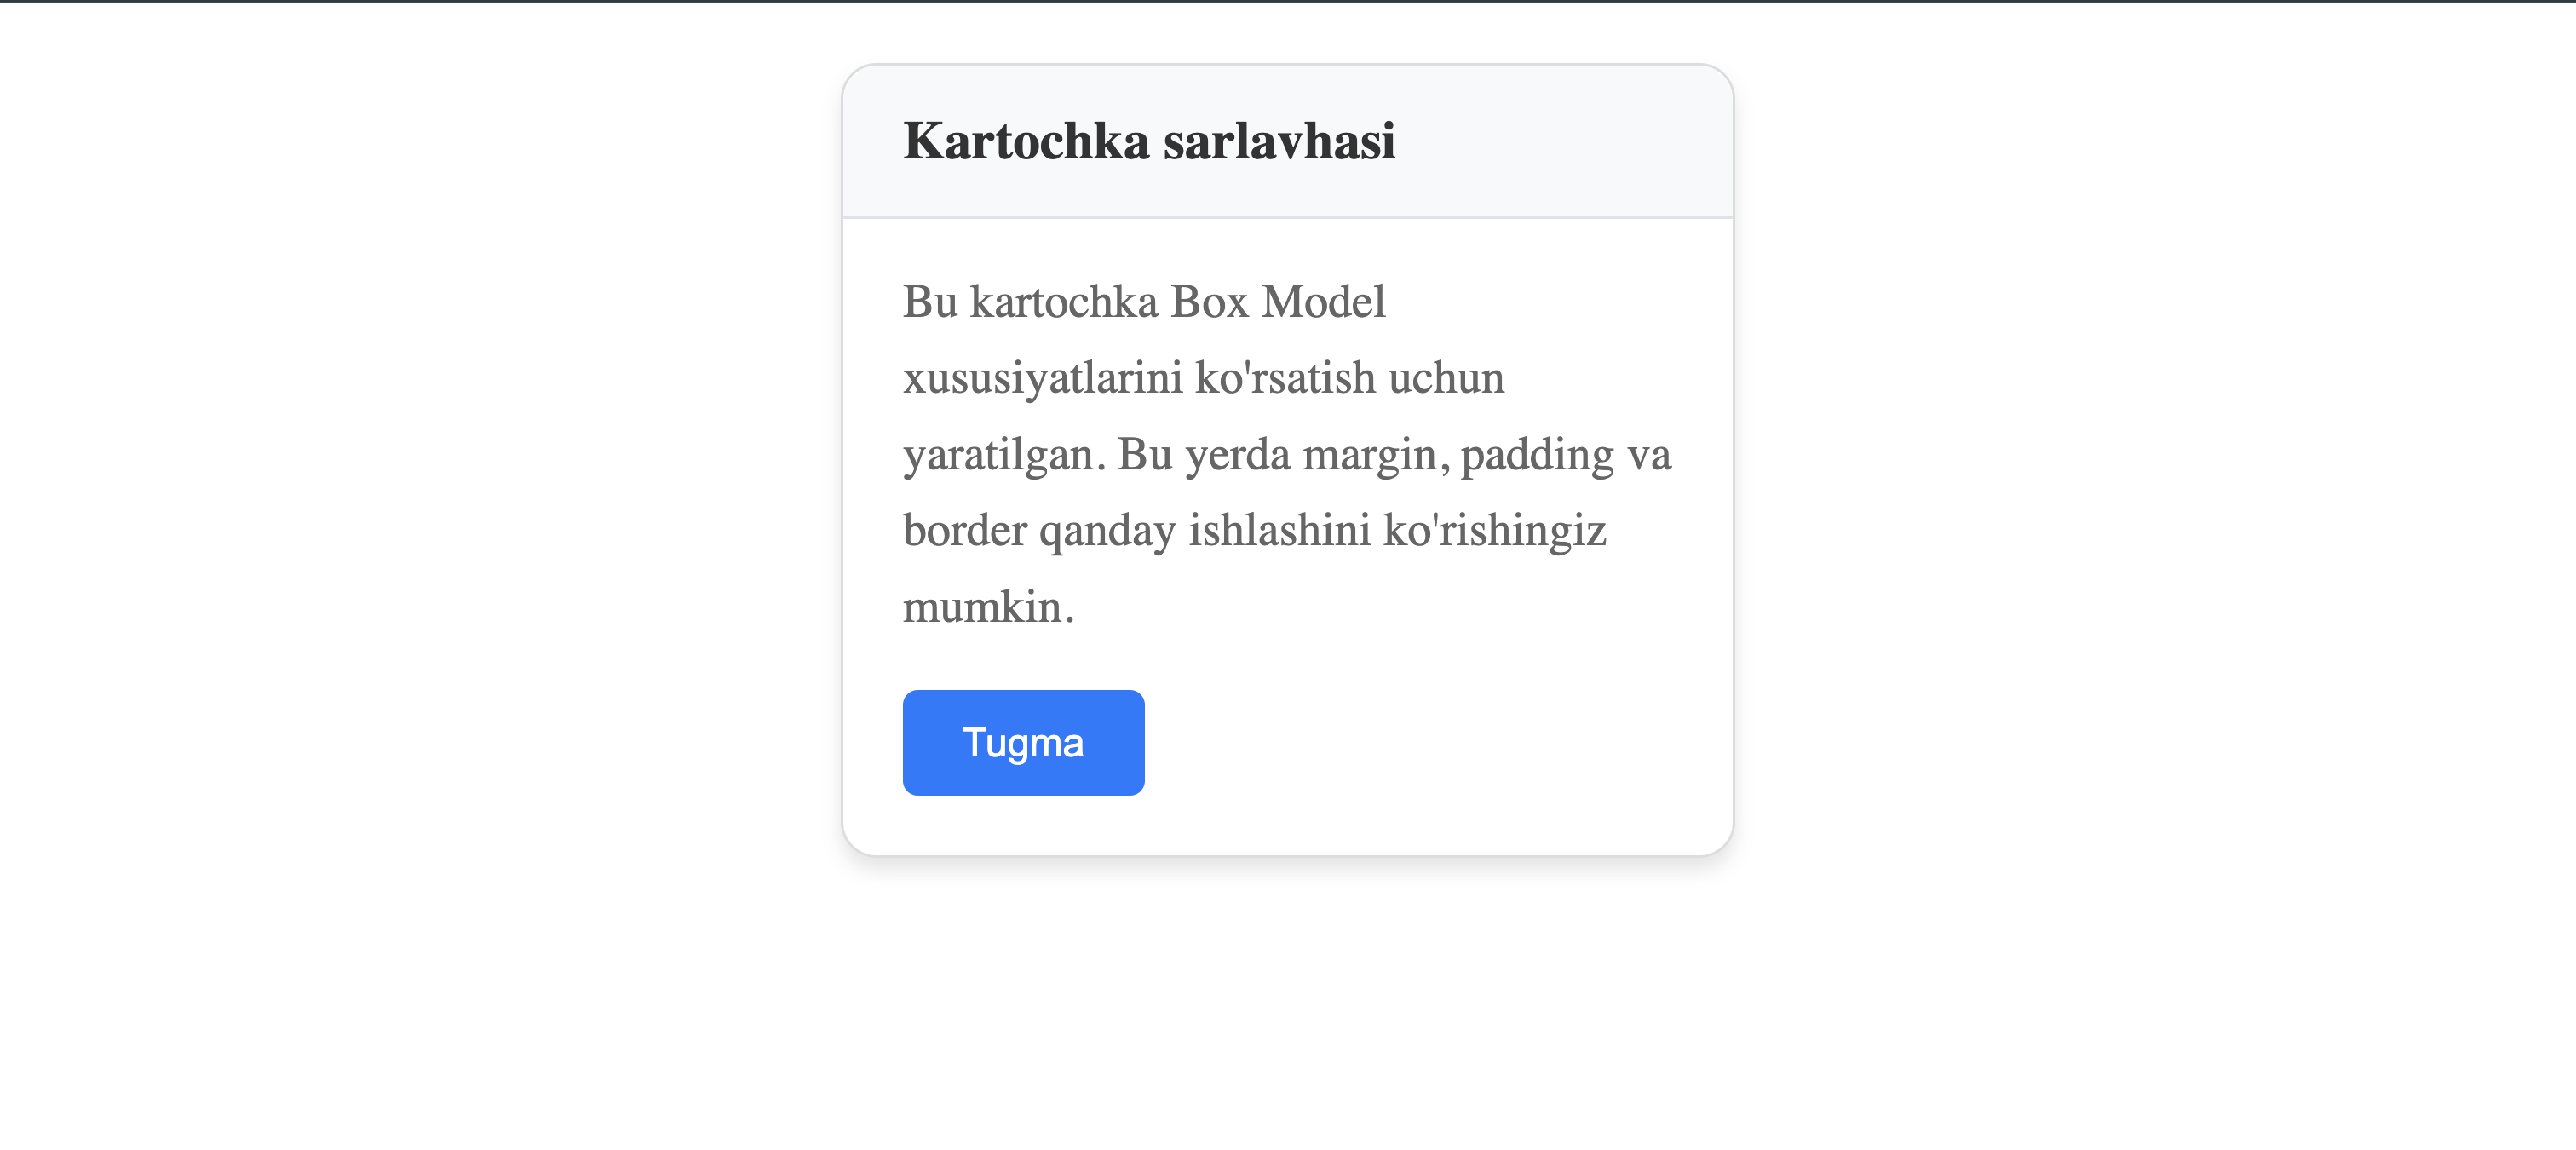 Kartochka sarlavhasi
Bu kartochka Box Model
xususiyatlarini ko'rsatish uchun
yaratilgan. Bu yerda margin, padding va
border qanday ishlashini ko'rishingiz
mumkin.
Tugma